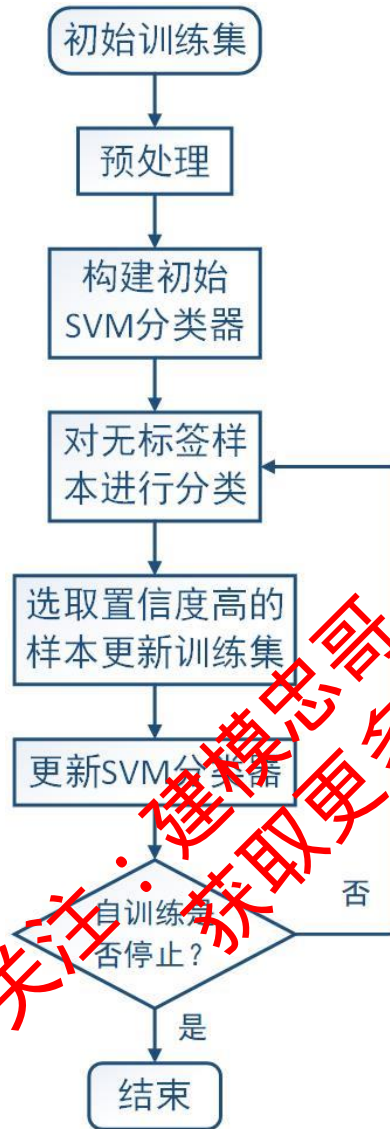 初始训练集
预处理
构建初始
SVM分类器
对无标签样
本进行分类
选取置信度高的
样本更新训练集
更新SVM分类器
自训练是
否停止？
否
是
结束
关注：建模忠哥
获取更多